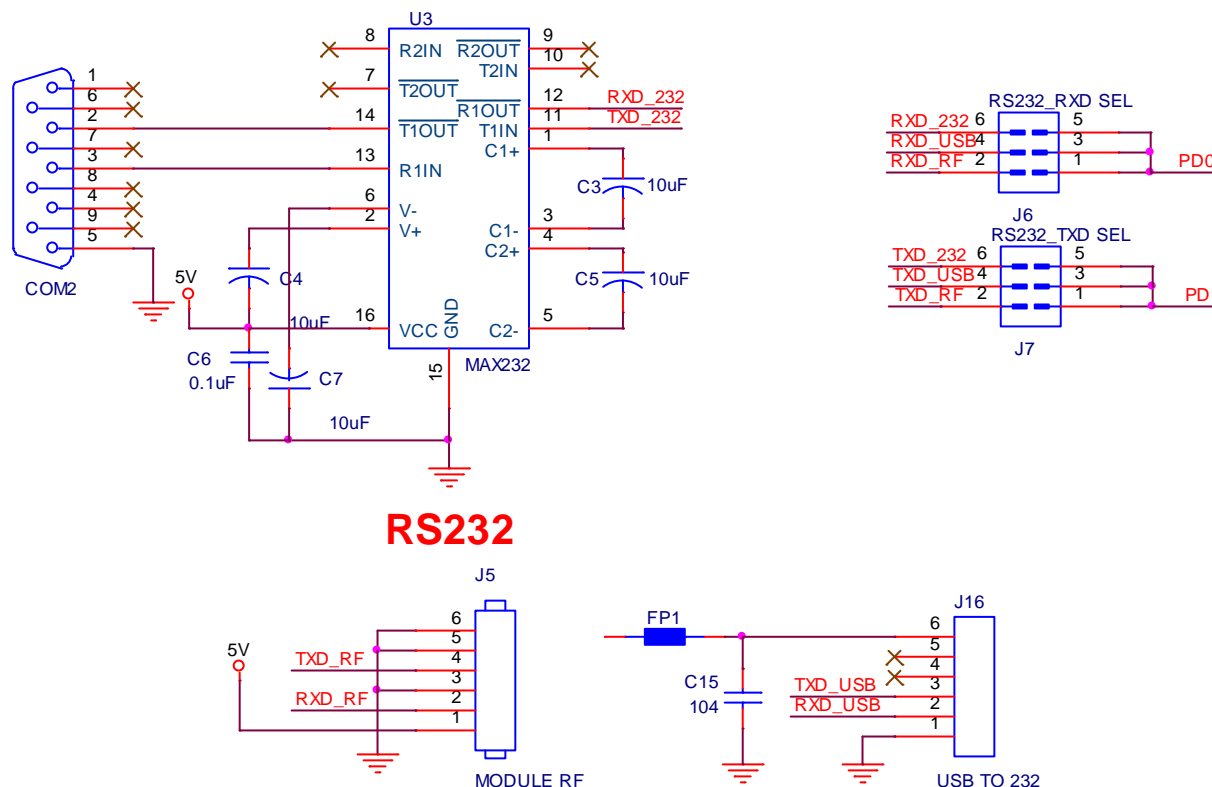 U3
8 R2IN R2OUT 9
T2IN 10
7 T2OUT
R1OUT 12 RXD_232
14 T1OUT T1IN 11 TXD_232
C1+ 1
13 R1IN
C3 10uF
6 V-
2 V+
C1- 3
C2+ 4
C5 10uF
16 VCC GND C2- 5
15
MAX232
1
6
2
7
3
8
4
9
5
COM2
5V
C4
10uF
C6
0.1uF
C7
10uF
RS232_RXD SEL
RXD_232 6 5
RXD_USB 4 3
RXD_RF 2 1 PD0
J6
RS232_TXD SEL
TXD_232 6 5
TXD_USB 4 3
TXD_RF 2 1 PD
J7
RS232
J5
6
5
TXD_RF 4
3
RXD_RF 2
1
5V
MODULE RF
FP1
C15
104
J16
6
5
4
TXD_USB 3
RXD_USB 2
1
USB TO 232